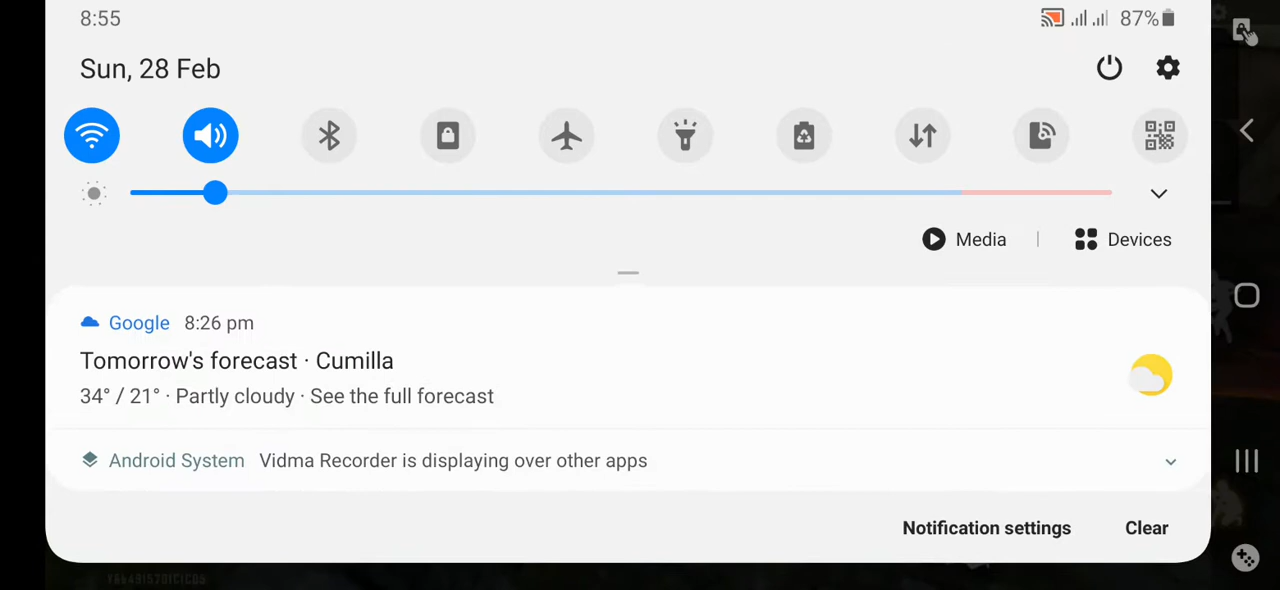 8:55
87%
Sun, 28 Feb
Media
Devices
Google 8:26 pm
Tomorrow's forecast · Cumilla
34° / 21° · Partly cloudy · See the full forecast
Android System Vidma Recorder is displaying over other apps
Notification settings
Clear